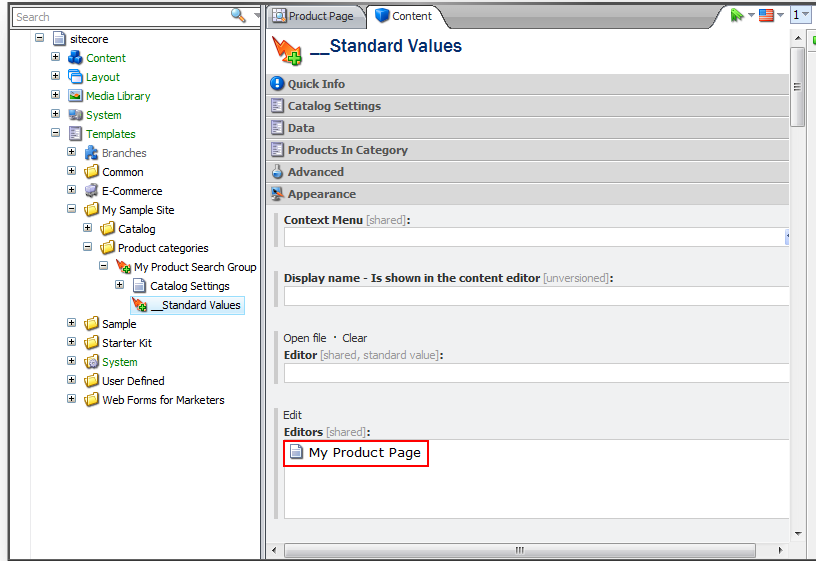 Search
sitecore
Content
Layout
Media Library
System
Templates
Branches
Common
E-Commerce
My Sample Site
Catalog
Product categories
My Product Search Group
Catalog Settings
__Standard Values
Sample
Starter Kit
System
User Defined
Web Forms for Marketers
Product Page
Content
1
__Standard Values
Quick Info
Catalog Settings
Data
Products In Category
Advanced
Appearance
Context Menu [shared]:
Display name - Is shown in the content editor [unversioned]:
Open file · Clear
Editor [shared, standard value]:
Edit
Editors [shared]:
My Product Page